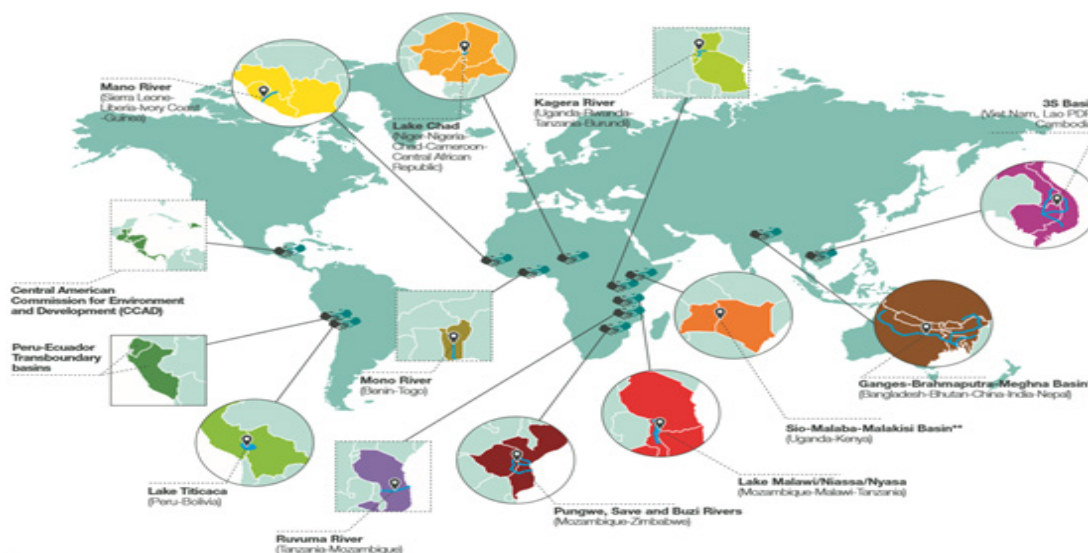 Mano River
(Sierra Leone-
Liberia-Ivory Coast
-Guinea)
Lake Chad
(Niger-Nigeria-
Chad-Cameroon-
Central African
Republic)
Kagera River
(Uganda-Rwanda-
Tanzania-Burundi)
3S Basin
(Viet Nam, Lao PDR,
Cambodia)
Central American
Commission for Environment
and Development (CCAD)
Peru-Ecuador
Transboundary
basins
Mono River
(Benin-Togo)
Ganges-Brahmaputra-Meghna Basin
(Bangladesh-Bhutan-China-India-Nepal)
Sio-Malaba-Malakisi Basin**
(Uganda-Kenya)
Lake Titicaca
(Peru-Bolivia)
Ruvuma River
(Tanzania-Mozambique)
Pungwe, Save and Buzi Rivers
(Mozambique-Zimbabwe)
Lake Malawi/Niassa/Nyasa
(Mozambique-Malawi-Tanzania)